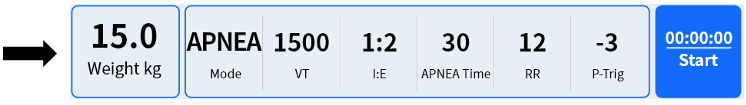 15.0
Weight kg
APNEA 1500 1:2 30 12 -3
Mode VT I:E APNEA Time RR P-Trig
00:00:00
Start